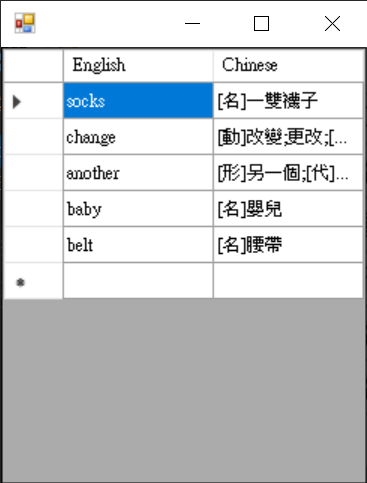 English Chinese
socks [名]一雙襪子
change [動]改變;更改;[...
another [形]另一個;[代]...
baby [名]嬰兒
belt [名]腰帶